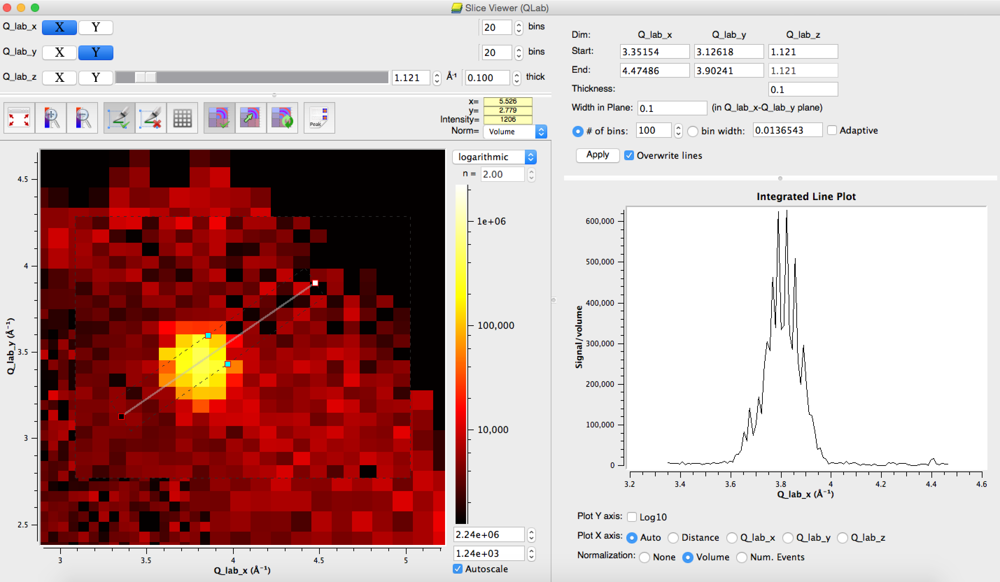 Slice Viewer (QLab)
Q_lab_x X Y 20 bins
Q_lab_y X Y 20 bins
Q_lab_z X Y 1.121 Å⁻¹ 0.100 thick
x= 5.526
y= 2.779
Intensity= 1206
Norm= Volume
Peak
logarithmic
n = 2.00
1e+06
100,000
10,000
2.24e+06
1.24e+03
Autoscale
4.5
4
3.5
3
2.5
Q_lab_y (Å⁻¹)
3 3.5 4 4.5 5
Q_lab_x (Å⁻¹)
Dim: Q_lab_x Q_lab_y Q_lab_z
Start: 3.35154 3.12618 1.121
End: 4.47486 3.90241 1.121
Thickness: 0.1
Width in Plane: 0.1 (in Q_lab_x-Q_lab_y plane)
# of bins: 100 bin width: 0.0136543 Adaptive
Apply Overwrite lines
Integrated Line Plot
600,000
500,000
400,000
300,000
200,000
100,000
0
Signal/volume
3.2 3.4 3.6 3.8 4 4.2 4.4 4.6
Q_lab_x (Å⁻¹)
Plot Y axis: Log10
Plot X axis: Auto Distance Q_lab_x Q_lab_y Q_lab_z
Normalization: None Volume Num. Events